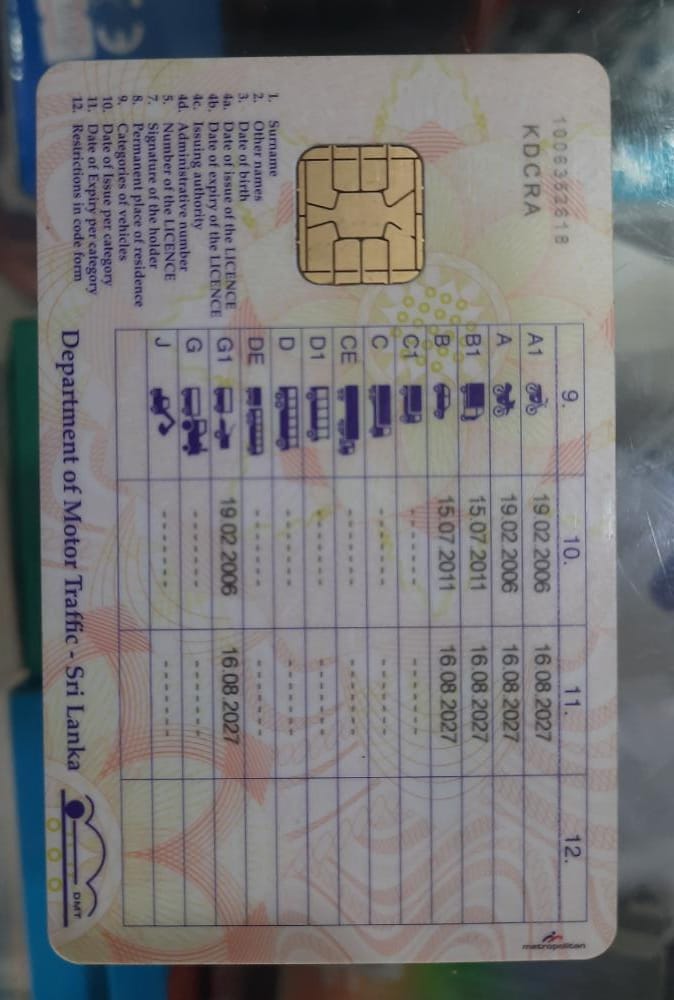 1006352618
KDCRA
1. Surname
2. Other names
3. Date of birth
4a. Date of issue of the LICENCE
4b. Date of expiry of the LICENCE
4c. Issuing authority
4d. Administrative number
5. Number of the LICENCE
7. Signature of the holder
8. Permanent place of residence
9. Categories of vehicles
10. Date of Issue per category
11. Date of Expiry per category
12. Restrictions in code form
9. 10. 11. 12.
A1 19 02 2006 16.08 2027
A 19 02 2006 16 08 2027
B1 15.07 2011 16 08 2027
B 15.07 2011 16 08 2027
C1 ------- -------
C ------- -------
CE ------- -------
D1 ------- -------
D ------- -------
DE ------- -------
G1 19 02 2006 16.08 2027
G ------- -------
J ------- -------
Department of Motor Traffic - Sri Lanka
DMT
metropolitan